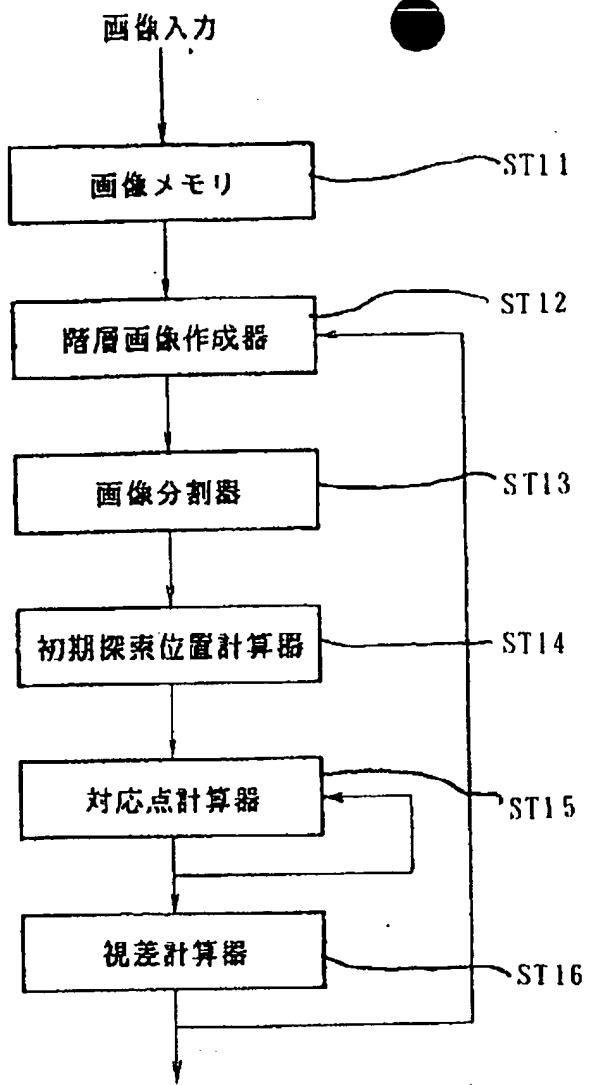 画像入力
画像メモリ
ST11
階層画像作成器
ST12
画像分割器
ST13
初期探索位置計算器
ST14
対応点計算器
ST15
視差計算器
ST16